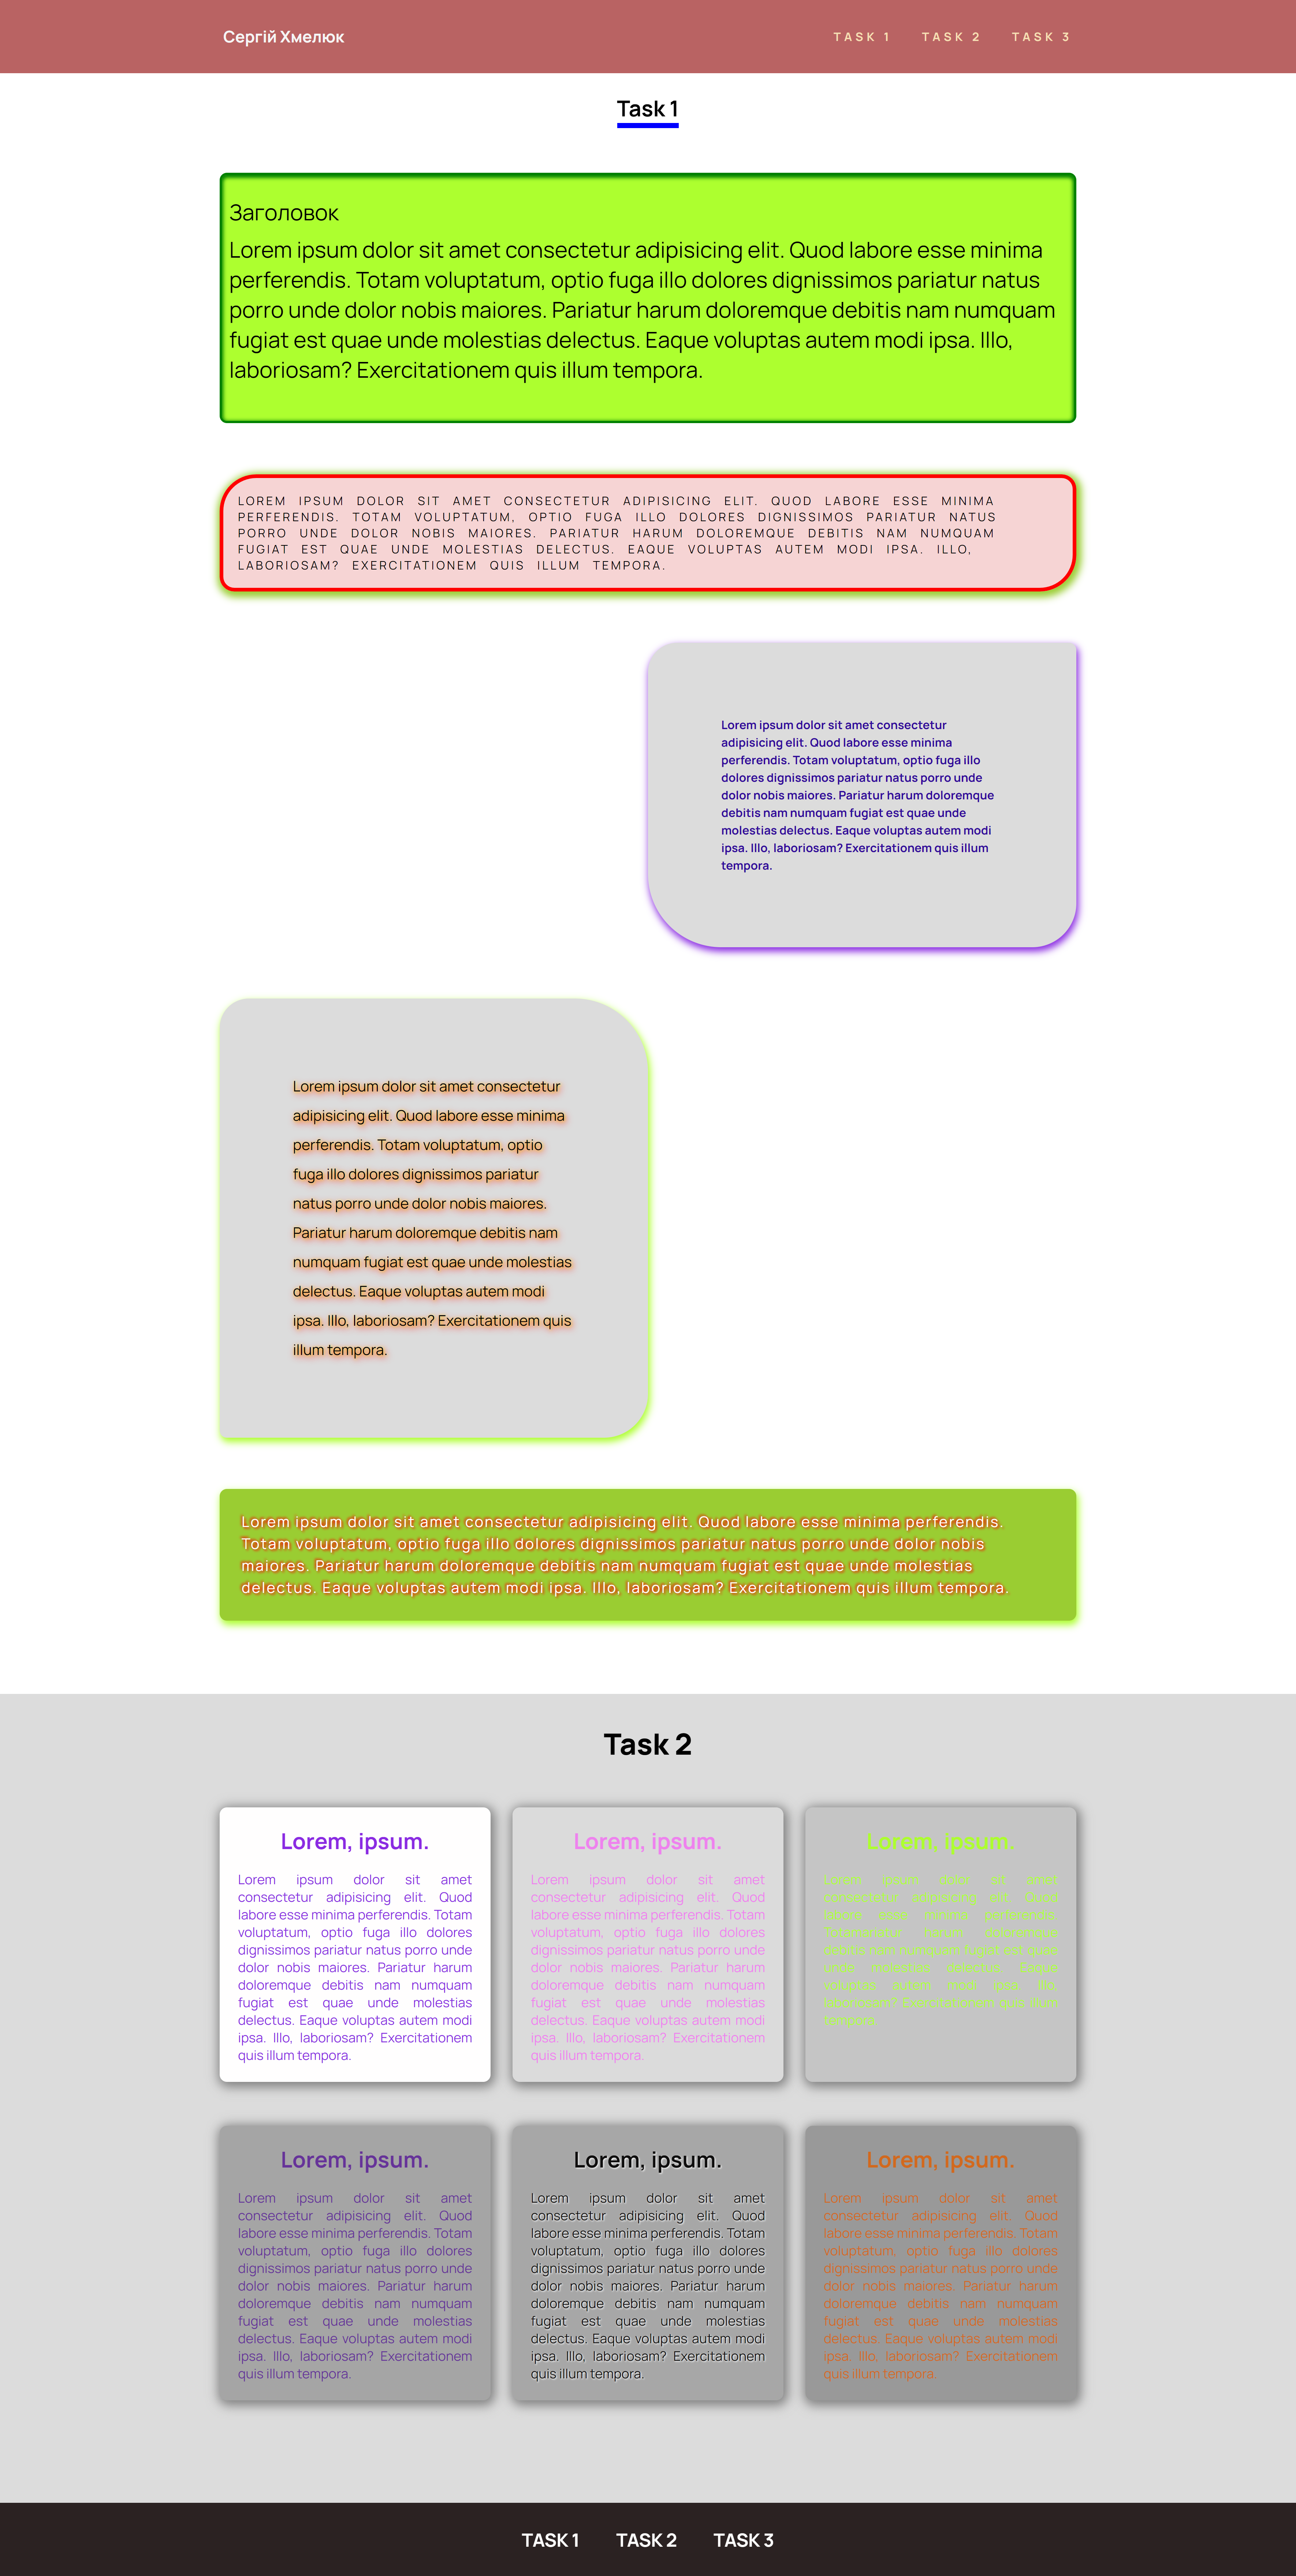 Сергій Хмелюк
TASK 1 TASK 2 TASK 3
Task 1
Заголовок
Lorem ipsum dolor sit amet consectetur adipisicing elit. Quod labore esse minima
perferendis. Totam voluptatum, optio fuga illo dolores dignissimos pariatur natus
porro unde dolor nobis maiores. Pariatur harum doloremque debitis nam numquam
fugiat est quae unde molestias delectus. Eaque voluptas autem modi ipsa. Illo,
laboriosam? Exercitationem quis illum tempora.
LOREM IPSUM DOLOR SIT AMET CONSECTETUR ADIPISICING ELIT. QUOD LABORE ESSE MINIMA
PERFERENDIS. TOTAM VOLUPTATUM, OPTIO FUGA ILLO DOLORES DIGNISSIMOS PARIATUR NATUS
PORRO UNDE DOLOR NOBIS MAIORES. PARIATUR HARUM DOLOREMQUE DEBITIS NAM NUMQUAM
FUGIAT EST QUAE UNDE MOLESTIAS DELECTUS. EAQUE VOLUPTAS AUTEM MODI IPSA. ILLO,
LABORIOSAM? EXERCITATIONEM QUIS ILLUM TEMPORA.
Lorem ipsum dolor sit amet consectetur
adipisicing elit. Quod labore esse minima
perferendis. Totam voluptatum, optio fuga illo
dolores dignissimos pariatur natus porro unde
dolor nobis maiores. Pariatur harum doloremque
debitis nam numquam fugiat est quae unde
molestias delectus. Eaque voluptas autem modi
ipsa. Illo, laboriosam? Exercitationem quis illum
tempora.
Lorem ipsum dolor sit amet consectetur
adipisicing elit. Quod labore esse minima
perferendis. Totam voluptatum, optio
fuga illo dolores dignissimos pariatur
natus porro unde dolor nobis maiores.
Pariatur harum doloremque debitis nam
numquam fugiat est quae unde molestias
delectus. Eaque voluptas autem modi
ipsa. Illo, laboriosam? Exercitationem quis
illum tempora.
Lorem ipsum dolor sit amet consectetur adipisicing elit. Quod labore esse minima perferendis.
Totam voluptatum, optio fuga illo dolores dignissimos pariatur natus porro unde dolor nobis
maiores. Pariatur harum doloremque debitis nam numquam fugiat est quae unde molestias
delectus. Eaque voluptas autem modi ipsa. Illo, laboriosam? Exercitationem quis illum tempora.
Task 2
Lorem, ipsum.
Lorem ipsum dolor sit amet
consectetur adipisicing elit. Quod
labore esse minima perferendis. Totam
voluptatum, optio fuga illo dolores
dignissimos pariatur natus porro unde
dolor nobis maiores. Pariatur harum
doloremque debitis nam numquam
fugiat est quae unde molestias
delectus. Eaque voluptas autem modi
ipsa. Illo, laboriosam? Exercitationem
quis illum tempora.
Lorem, ipsum.
Lorem ipsum dolor sit amet
consectetur adipisicing elit. Quod
labore esse minima perferendis. Totam
voluptatum, optio fuga illo dolores
dignissimos pariatur natus porro unde
dolor nobis maiores. Pariatur harum
doloremque debitis nam numquam
fugiat est quae unde molestias
delectus. Eaque voluptas autem modi
ipsa. Illo, laboriosam? Exercitationem
quis illum tempora.
Lorem, ipsum.
Lorem ipsum dolor sit amet
consectetur adipisicing elit. Quod
labore esse minima perferendis.
Totamanatur harum doloremque
debitis nam numquam fugiat est quae
unde molestias delectus. Eaque
voluptas autem modi ipsa. Illo,
laboriosam? Exercitationem quis illum
tempora.
Lorem, ipsum.
Lorem ipsum dolor sit amet
consectetur adipisicing elit. Quod
labore esse minima perferendis. Totam
voluptatum, optio fuga illo dolores
dignissimos pariatur natus porro unde
dolor nobis maiores. Pariatur harum
doloremque debitis nam numquam
fugiat est quae unde molestias
delectus. Eaque voluptas autem modi
ipsa. Illo, laboriosam? Exercitationem
quis illum tempora.
Lorem, ipsum.
Lorem ipsum dolor sit amet
consectetur adipisicing elit. Quod
labore esse minima perferendis. Totam
voluptatum, optio fuga illo dolores
dignissimos pariatur natus porro unde
dolor nobis maiores. Pariatur harum
doloremque debitis nam numquam
fugiat est quae unde molestias
delectus. Eaque voluptas autem modi
ipsa. Illo, laboriosam? Exercitationem
quis illum tempora.
Lorem, ipsum.
Lorem ipsum dolor sit amet
consectetur adipisicing elit. Quod
labore esse minima perferendis. Totam
voluptatum, optio fuga illo dolores
dignissimos pariatur natus porro unde
dolor nobis maiores. Pariatur harum
doloremque debitis nam numquam
fugiat est quae unde molestias
delectus. Eaque voluptas autem modi
ipsa. Illo, laboriosam? Exercitationem
quis illum tempora.
TASK 1 TASK 2 TASK 3